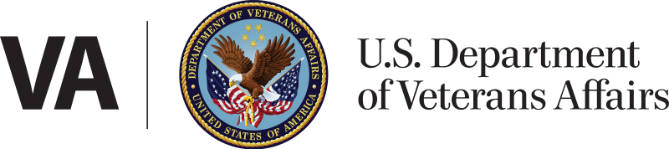 VA
DEPARTMENT OF VETERANS AFFAIRS
UNITED STATES OF AMERICA
U.S. Department
of Veterans Affairs